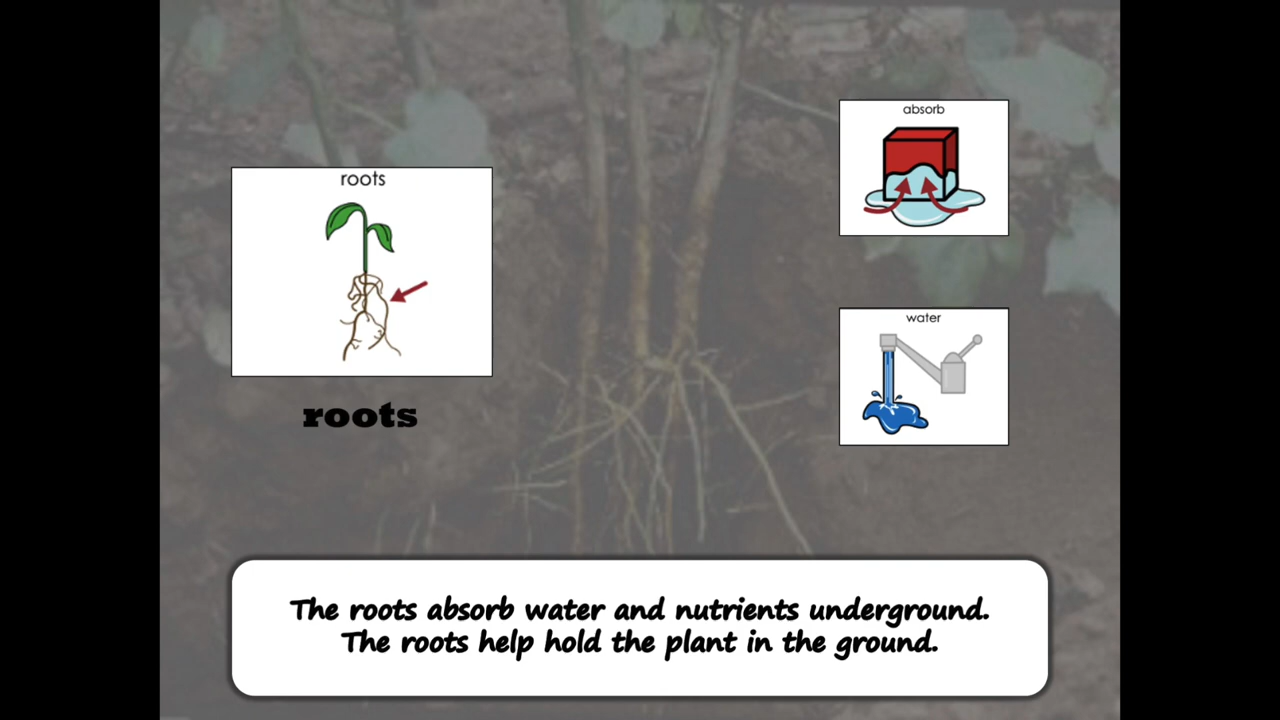 roots
roots
absorb
water
The roots absorb water and nutrients underground.
The roots help hold the plant in the ground.